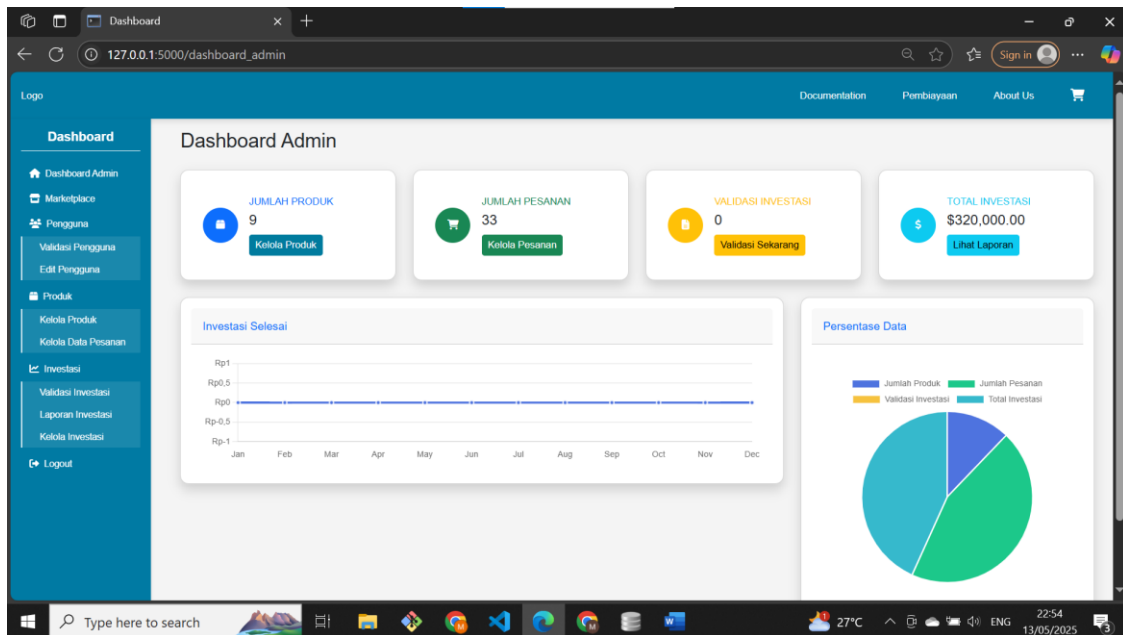 Dashboard
127.0.0.1:5000/dashboard_admin
Sign in
Logo
Documentation Pembiayaan About Us
Dashboard
Dashboard Admin
Marketplace
Pengguna
Validasi Pengguna
Edit Pengguna
Produk
Kelola Produk
Kelola Data Pesanan
Investasi
Validasi Investasi
Laporan Investasi
Kelola Investasi
Logout
Dashboard Admin
JUMLAH PRODUK
9
Kelola Produk
JUMLAH PESANAN
33
Kelola Pesanan
VALIDASI INVESTASI
0
Validasi Sekarang
TOTAL INVESTASI
$320,000.00
Lihat Laporan
Investasi Selesai
Rp1
Rp0,5
Rp0
Rp-0,5
Rp-1
Jan Feb Mar Apr May Jun Jul Aug Sep Oct Nov Dec
Persentase Data
Jumlah Produk Jumlah Pesanan
Validasi Investasi Total Investasi
Type here to search
27°C
ENG
22:54
13/05/2025
3